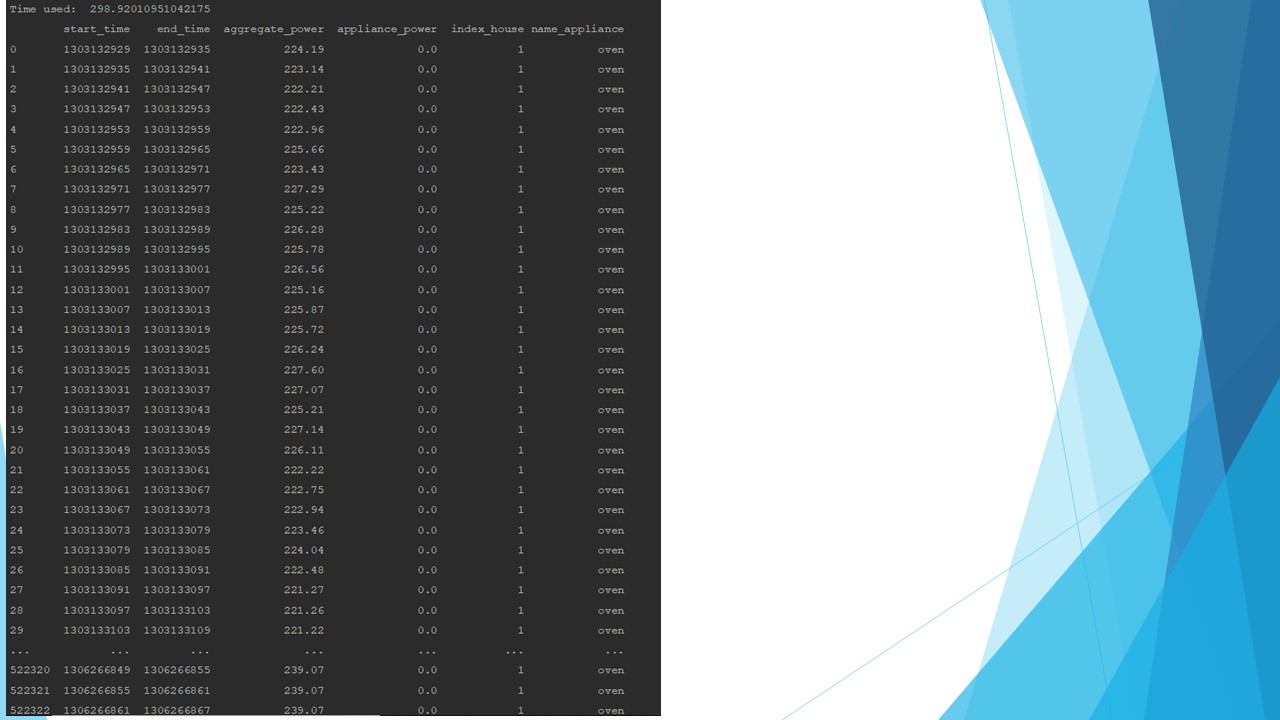 Time used:  298.92010951042175
start_time end_time aggregate_power appliance_power index_house name_appliance
0 1303132929 1303132935 224.19 0.0 1 oven
1 1303132935 1303132941 223.14 0.0 1 oven
2 1303132941 1303132947 222.21 0.0 1 oven
3 1303132947 1303132953 222.43 0.0 1 oven
4 1303132953 1303132959 222.96 0.0 1 oven
5 1303132959 1303132965 225.66 0.0 1 oven
6 1303132965 1303132971 223.43 0.0 1 oven
7 1303132971 1303132977 227.29 0.0 1 oven
8 1303132977 1303132983 225.22 0.0 1 oven
9 1303132983 1303132989 226.28 0.0 1 oven
10 1303132989 1303132995 225.78 0.0 1 oven
11 1303132995 1303133001 226.56 0.0 1 oven
12 1303133001 1303133007 225.16 0.0 1 oven
13 1303133007 1303133013 225.87 0.0 1 oven
14 1303133013 1303133019 225.72 0.0 1 oven
15 1303133019 1303133025 226.24 0.0 1 oven
16 1303133025 1303133031 227.60 0.0 1 oven
17 1303133031 1303133037 227.07 0.0 1 oven
18 1303133037 1303133043 225.21 0.0 1 oven
19 1303133043 1303133049 227.14 0.0 1 oven
20 1303133049 1303133055 226.11 0.0 1 oven
21 1303133055 1303133061 222.22 0.0 1 oven
22 1303133061 1303133067 222.75 0.0 1 oven
23 1303133067 1303133073 222.94 0.0 1 oven
24 1303133073 1303133079 223.46 0.0 1 oven
25 1303133079 1303133085 224.04 0.0 1 oven
26 1303133085 1303133091 222.48 0.0 1 oven
27 1303133091 1303133097 221.27 0.0 1 oven
28 1303133097 1303133103 221.26 0.0 1 oven
29 1303133103 1303133109 221.22 0.0 1 oven
... ... ... ... ... ... ...
522320 1306266849 1306266855 239.07 0.0 1 oven
522321 1306266855 1306266861 239.07 0.0 1 oven
522322 1306266861 1306266867 239.07 0.0 1 oven